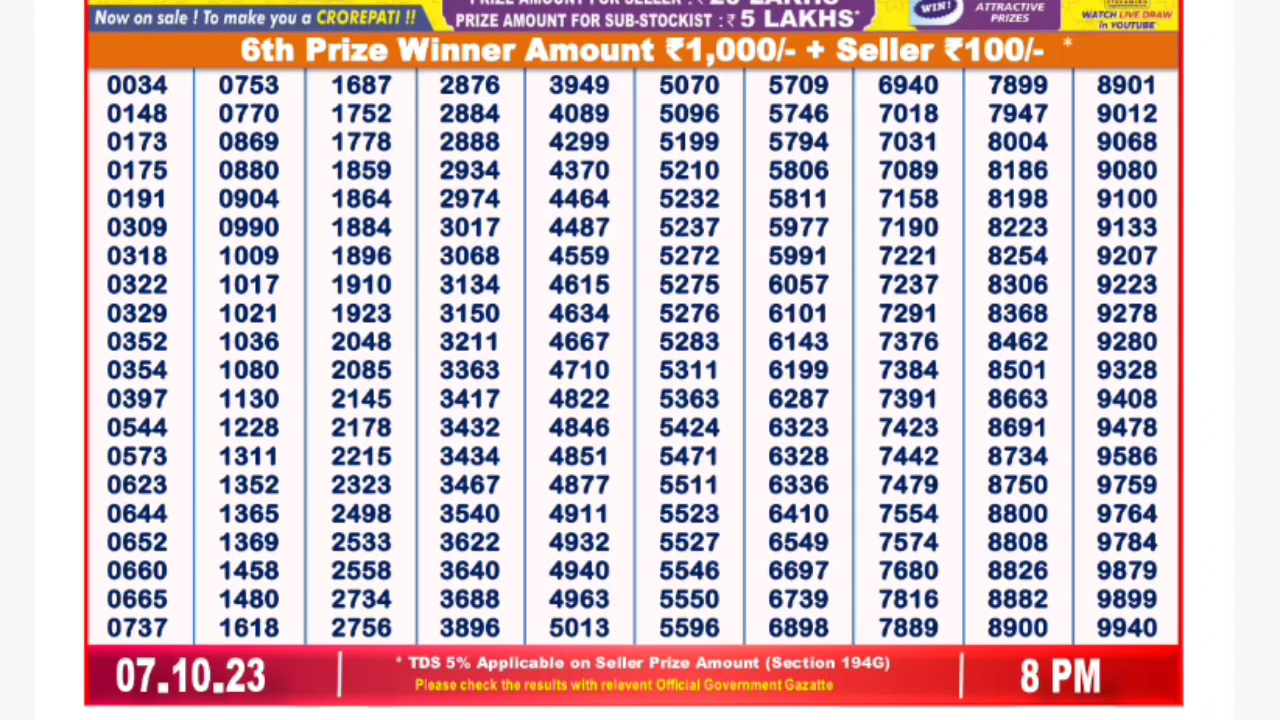 PRIZE AMOUNT FOR SELLER : ₹ 20 LAKHS*
Now on sale ! To make you a CROREPATI !!
PRIZE AMOUNT FOR SUB-STOCKIST : ₹ 5 LAKHS*
WIN!
ATTRACTIVE
PRIZES
STREAMING
WATCH LIVE DRAW
in YOUTUBE
6th Prize Winner Amount ₹1,000/- + Seller ₹100/- *
0034 0753 1687 2876 3949 5070 5709 6940 7899 8901
0148 0770 1752 2884 4089 5096 5746 7018 7947 9012
0173 0869 1778 2888 4299 5199 5794 7031 8004 9068
0175 0880 1859 2934 4370 5210 5806 7089 8186 9080
0191 0904 1864 2974 4464 5232 5811 7158 8198 9100
0309 0990 1884 3017 4487 5237 5977 7190 8223 9133
0318 1009 1896 3068 4559 5272 5991 7221 8254 9207
0322 1017 1910 3134 4615 5275 6057 7237 8306 9223
0329 1021 1923 3150 4634 5276 6101 7291 8368 9278
0352 1036 2048 3211 4667 5283 6143 7376 8462 9280
0354 1080 2085 3363 4710 5311 6199 7384 8501 9328
0397 1130 2145 3417 4822 5363 6287 7391 8663 9408
0544 1228 2178 3432 4846 5424 6323 7423 8691 9478
0573 1311 2215 3434 4851 5471 6328 7442 8734 9586
0623 1352 2323 3467 4877 5511 6336 7479 8750 9759
0644 1365 2498 3540 4911 5523 6410 7554 8800 9764
0652 1369 2533 3622 4932 5527 6549 7574 8808 9784
0660 1458 2558 3640 4940 5546 6697 7680 8826 9879
0665 1480 2734 3688 4963 5550 6739 7816 8882 9899
0737 1618 2756 3896 5013 5596 6898 7889 8900 9940
07.10.23
* TDS 5% Applicable on Seller Prize Amount (Section 194G)
Please check the results with relevent Official Government Gazatte
8 PM